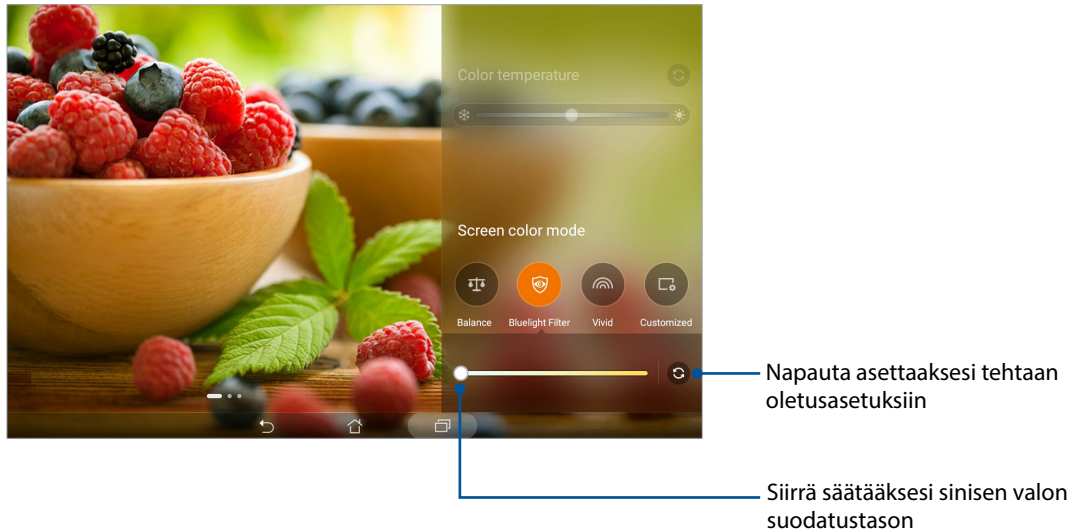 Color temperature
Screen color mode
Balance Bluelight Filter Vivid Customized
Napauta asettaaksesi tehtaan
oletusasetuksiin
Siirrä säätääksesi sinisen valon
suodatustason